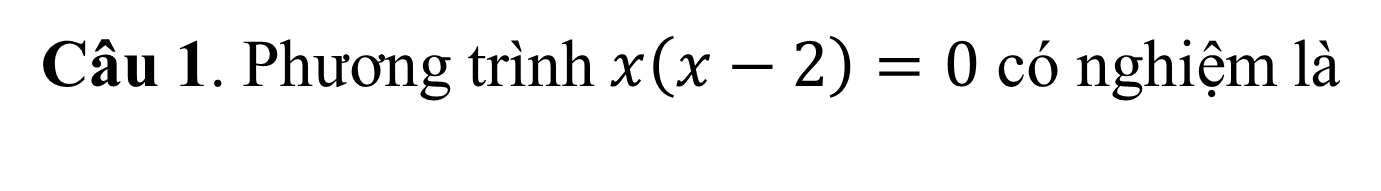 Câu 1. Phương trình x(x − 2) = 0 có nghiệm là